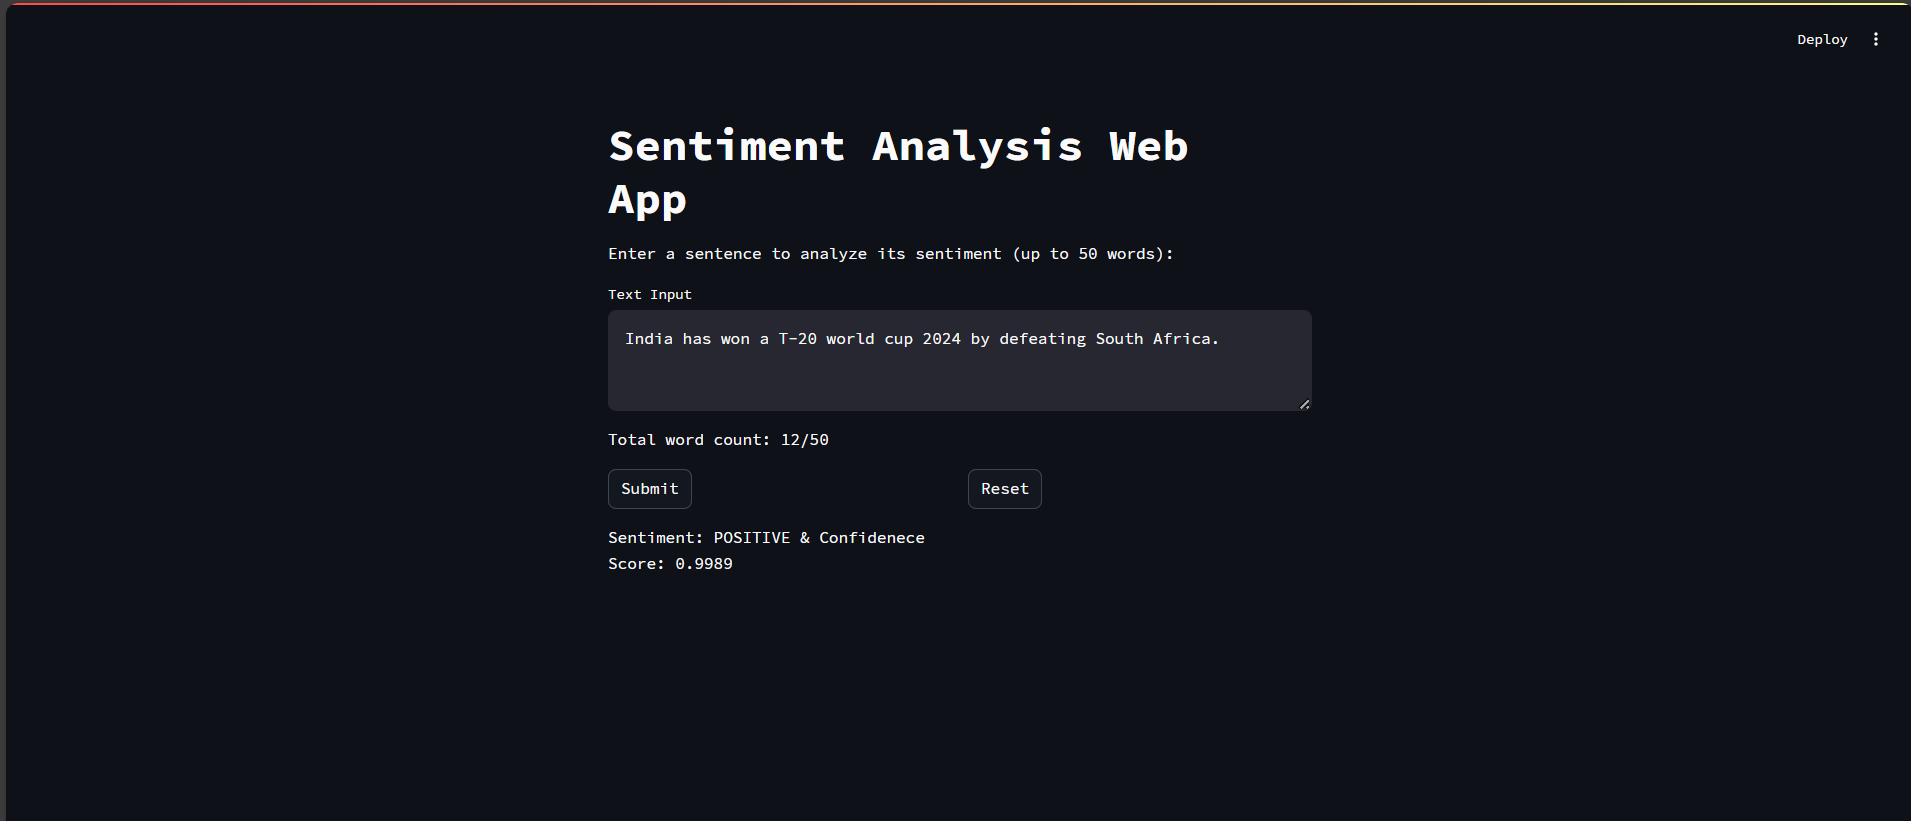 Deploy
Sentiment Analysis Web
App
Enter a sentence to analyze its sentiment (up to 50 words):
Text Input
India has won a T-20 world cup 2024 by defeating South Africa.
Total word count: 12/50
Submit
Reset
Sentiment: POSITIVE & Confidenece
Score: 0.9989